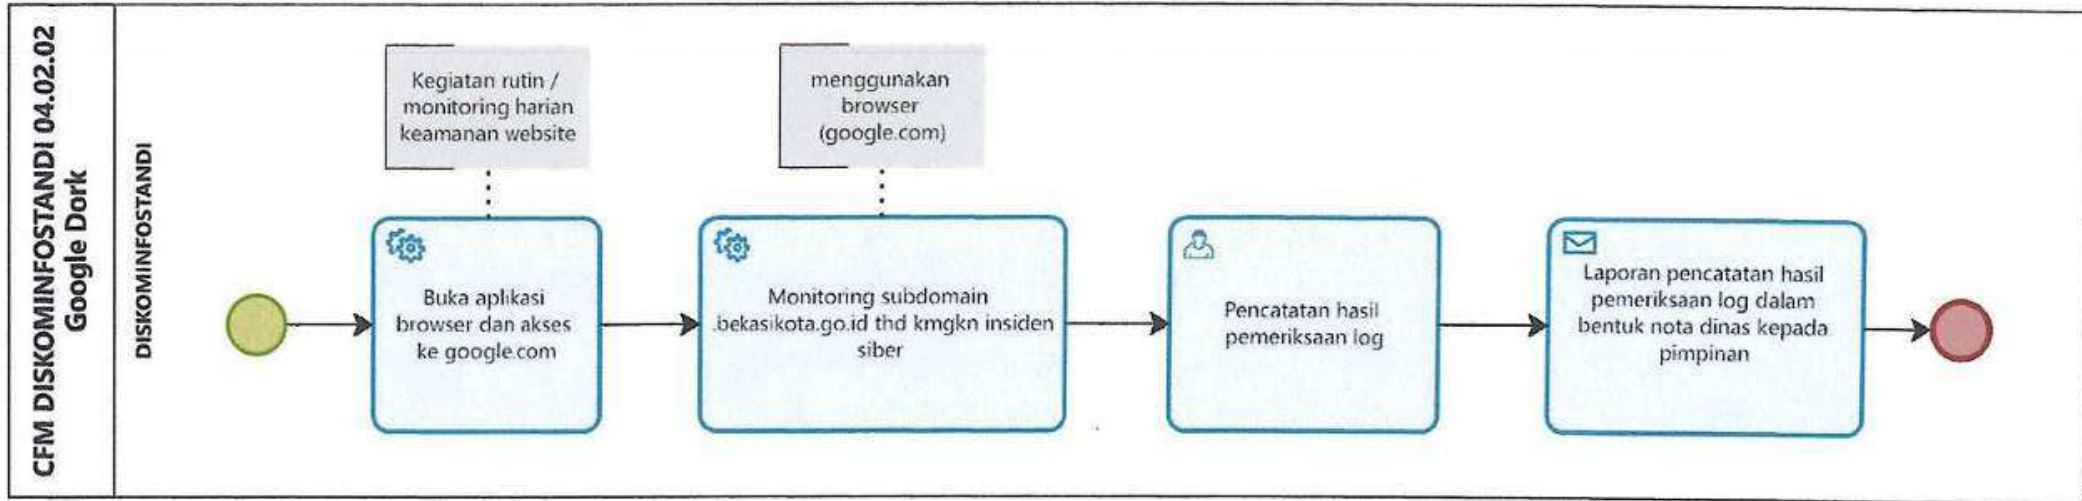 CFM DISKOMINFOSTANDI 04.02.02
Google Dork
DISKOMINFOSTANDI
Kegiatan rutin /
monitoring harian
keamanan website
menggunakan
browser
(google.com)
Buka aplikasi
browser dan akses
ke google.com
Monitoring subdomain
.bekasikota.go.id thd kmgkn insiden
siber
Pencatatan hasil
pemeriksaan log
Laporan pencatatan hasil
pemeriksaan log dalam
bentuk nota dinas kepada
pimpinan